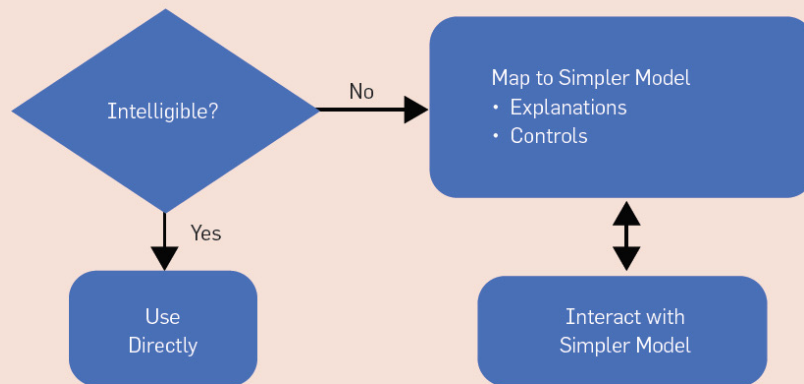 Intelligible?
No
Map to Simpler Model
• Explanations
• Controls
Yes
Use
Directly
Interact with
Simpler Model